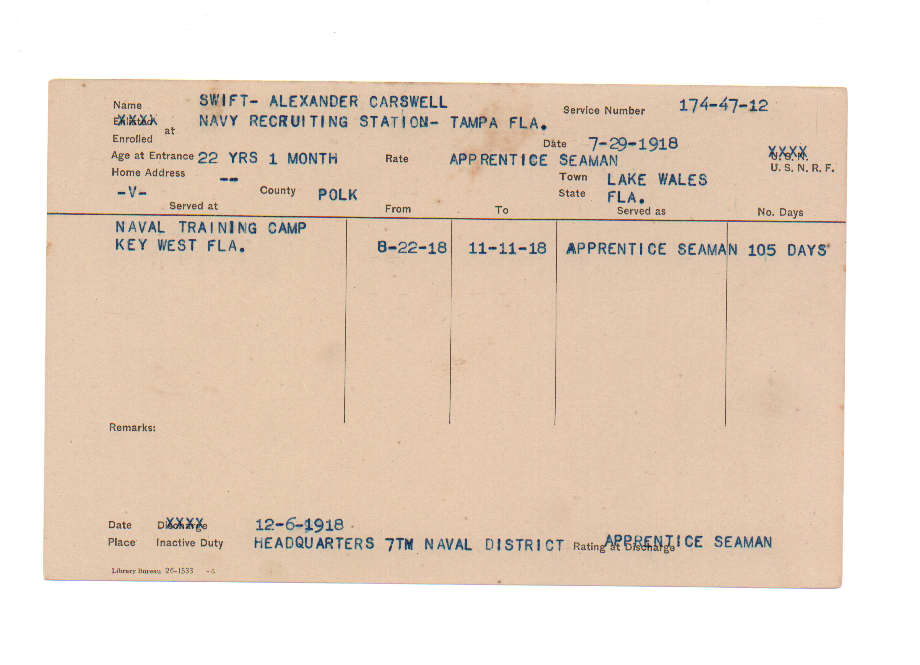 Name SWIFT- ALEXANDER CARSWELL Service Number 174-47-12
Enlisted XXXX at NAVY RECRUITING STATION- TAMPA FLA.
Enrolled Date 7-29-1918
Age at Entrance 22 YRS 1 MONTH Rate APPRENTICE SEAMAN U.S.N. XXXX
U. S. N. R. F.
Home Address -- Town LAKE WALES
-V- County POLK State FLA.
Served at From To Served as No. Days
NAVAL TRAINING CAMP
KEY WEST FLA. 8-22-18 11-11-18 APPRENTICE SEAMAN 105 DAYS
Remarks:
Date Discharge XXXX 12-6-1918
Place Inactive Duty HEADQUARTERS 7TH NAVAL DISTRICT Rating at Discharge APPRENTICE SEAMAN
Library Bureau 26-1533